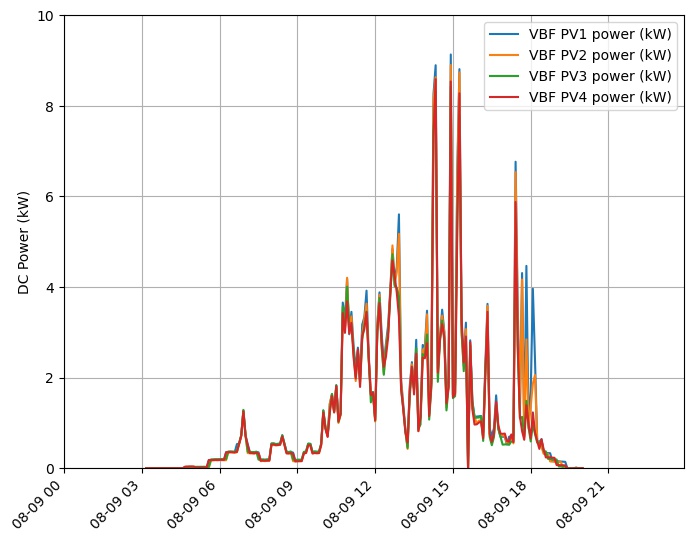 10
8
6
4
2
0
DC Power (kW)
VBF PV1 power (kW)
VBF PV2 power (kW)
VBF PV3 power (kW)
VBF PV4 power (kW)
08-09 00
08-09 03
08-09 06
08-09 09
08-09 12
08-09 15
08-09 18
08-09 21